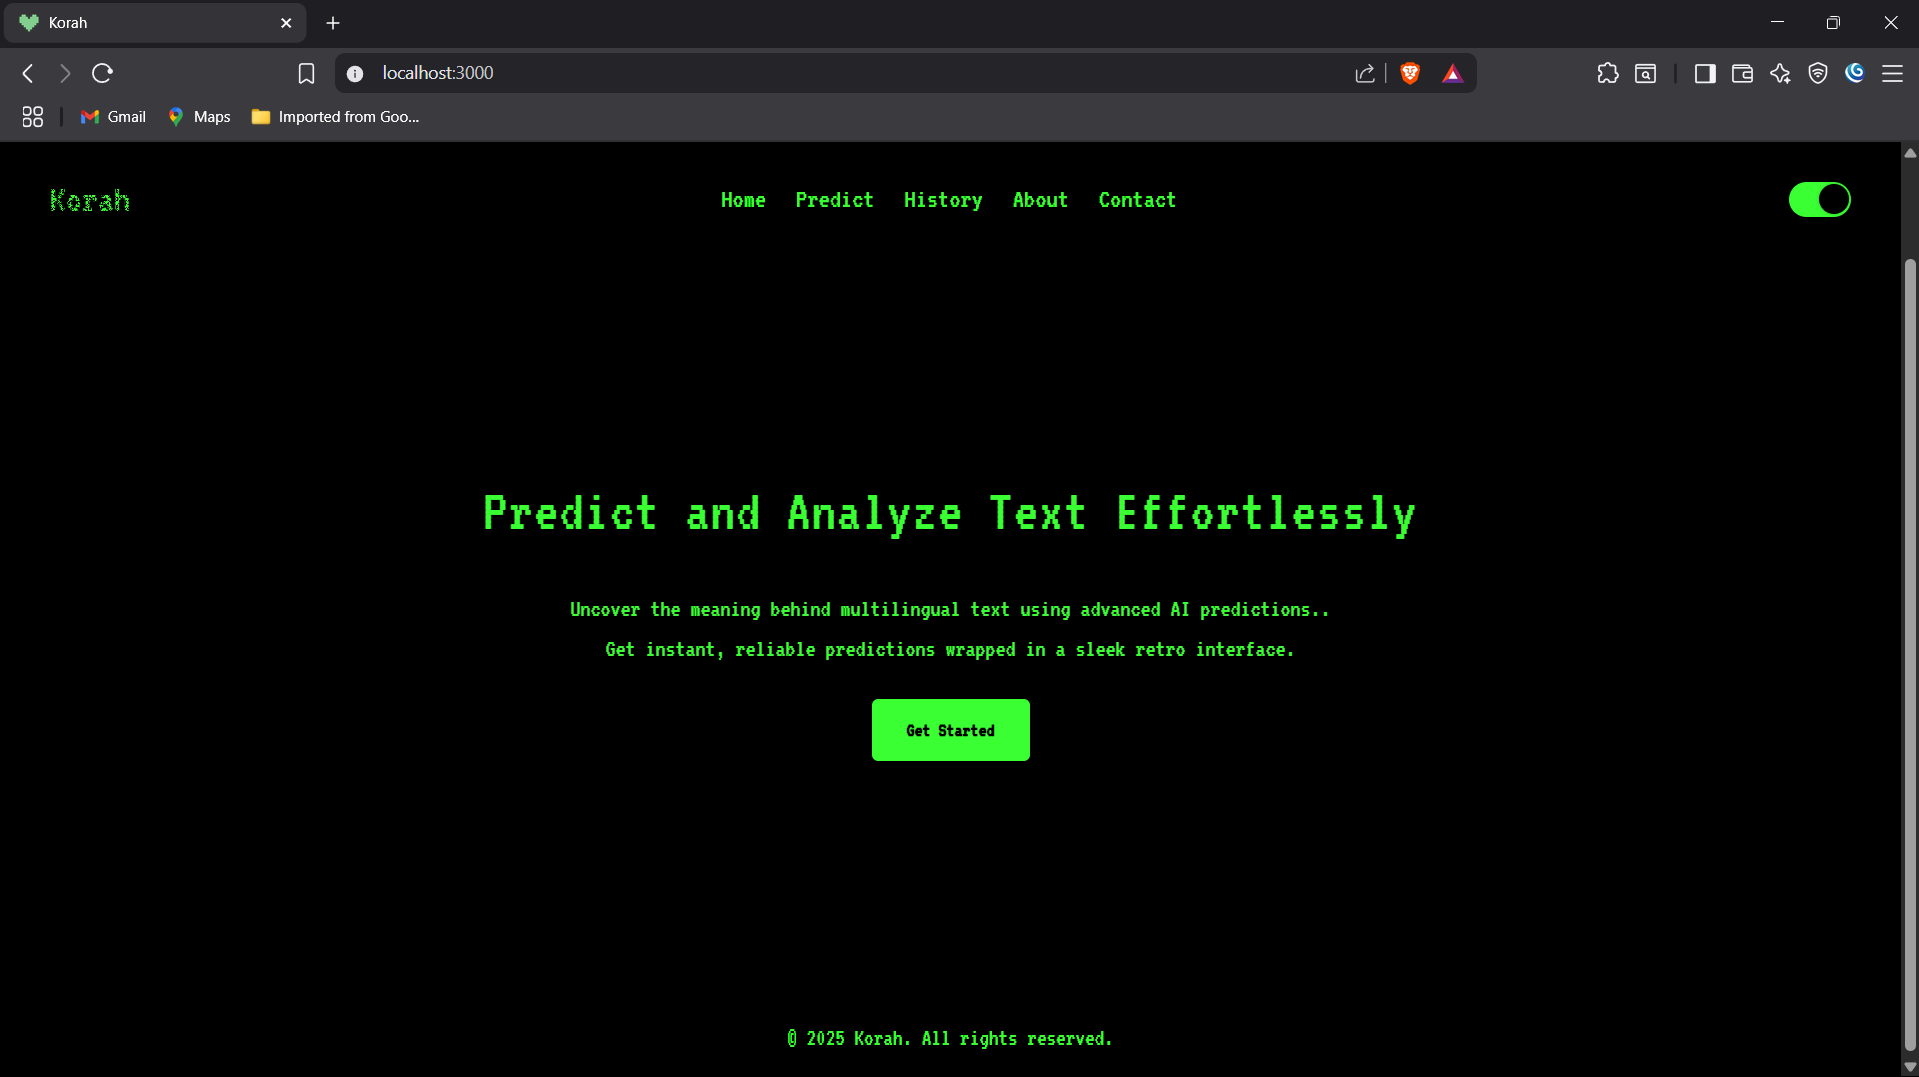 Korah
localhost:3000
Gmail
Maps
Imported from Goo...
Korah
Home
Predict
History
About
Contact
Predict and Analyze Text Effortlessly
Uncover the meaning behind multilingual text using advanced AI predictions..
Get instant, reliable predictions wrapped in a sleek retro interface.
Get Started
© 2025 Korah. All rights reserved.